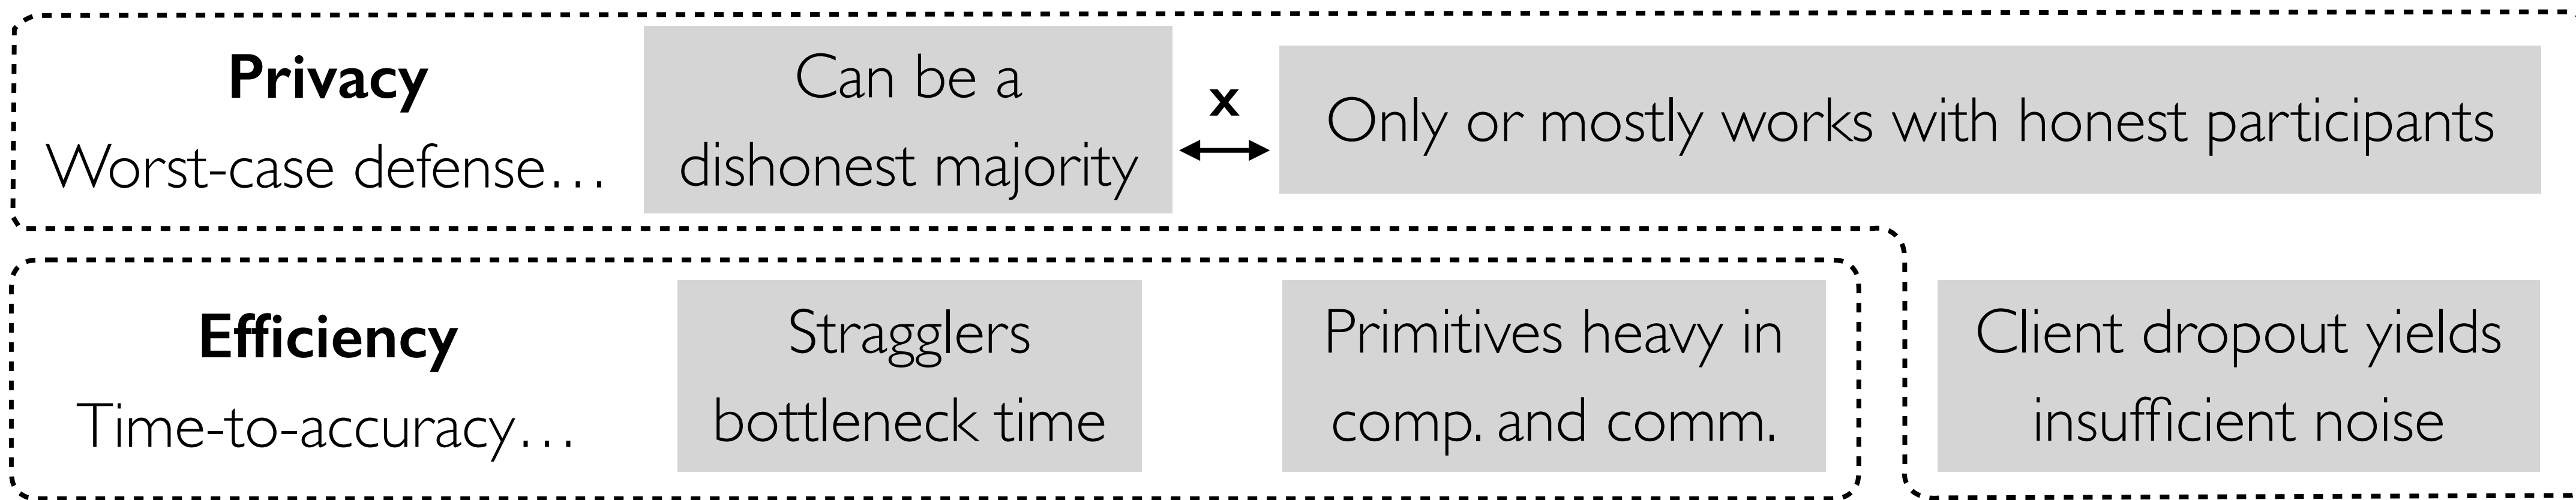 Privacy
Worst-case defense…
Can be a
dishonest majority
x
Only or mostly works with honest participants
Efficiency
Time-to-accuracy…
Stragglers
bottleneck time
Primitives heavy in
comp. and comm.
Client dropout yields
insufficient noise